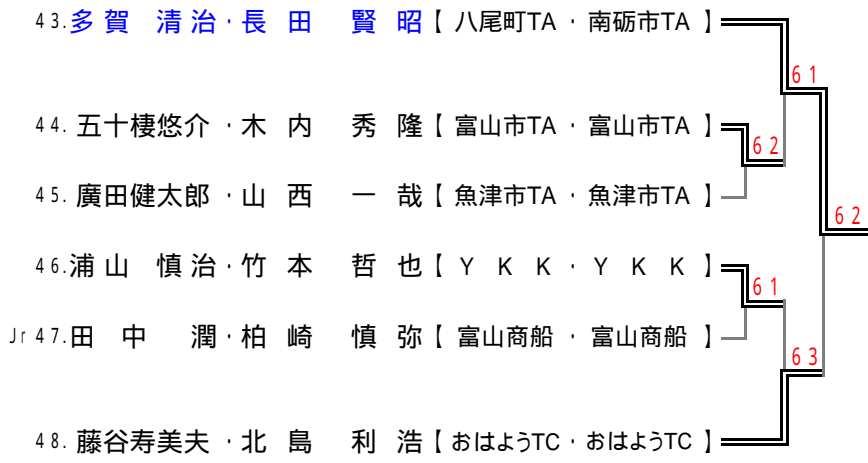 43.多賀 清治・長田 賢昭【 八尾町TA ・ 南砺市TA 】
61
44. 五十棲悠介 ・木内 秀隆【 富山市TA ・ 富山市TA 】
62
45. 廣田健太郎 ・山西 一哉【 魚津市TA ・ 魚津市TA 】
62
46.浦山 慎治・竹本 哲也【 Y K K ・ Y K K 】
61
Jr 47.田中 潤・柏崎 慎弥【 富山商船 ・ 富山商船 】
63
48. 藤谷寿美夫 ・北島 利浩【 おはようTC ・ おはようTC 】